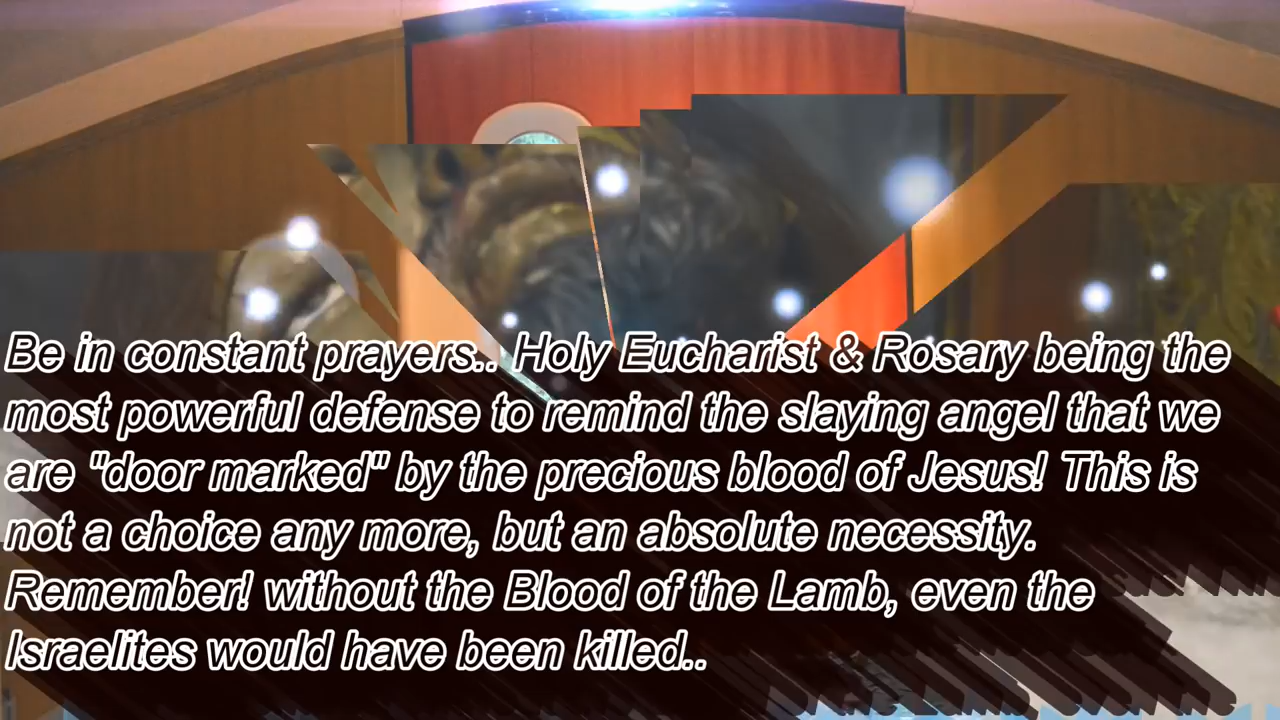 Be in constant prayers.. Holy Eucharist & Rosary being the
most powerful defense to remind the slaying angel that we
are "door marked" by the precious blood of Jesus! This is
not a choice any more, but an absolute necessity.
Remember! without the Blood of the Lamb, even the
Israelites would have been killed..